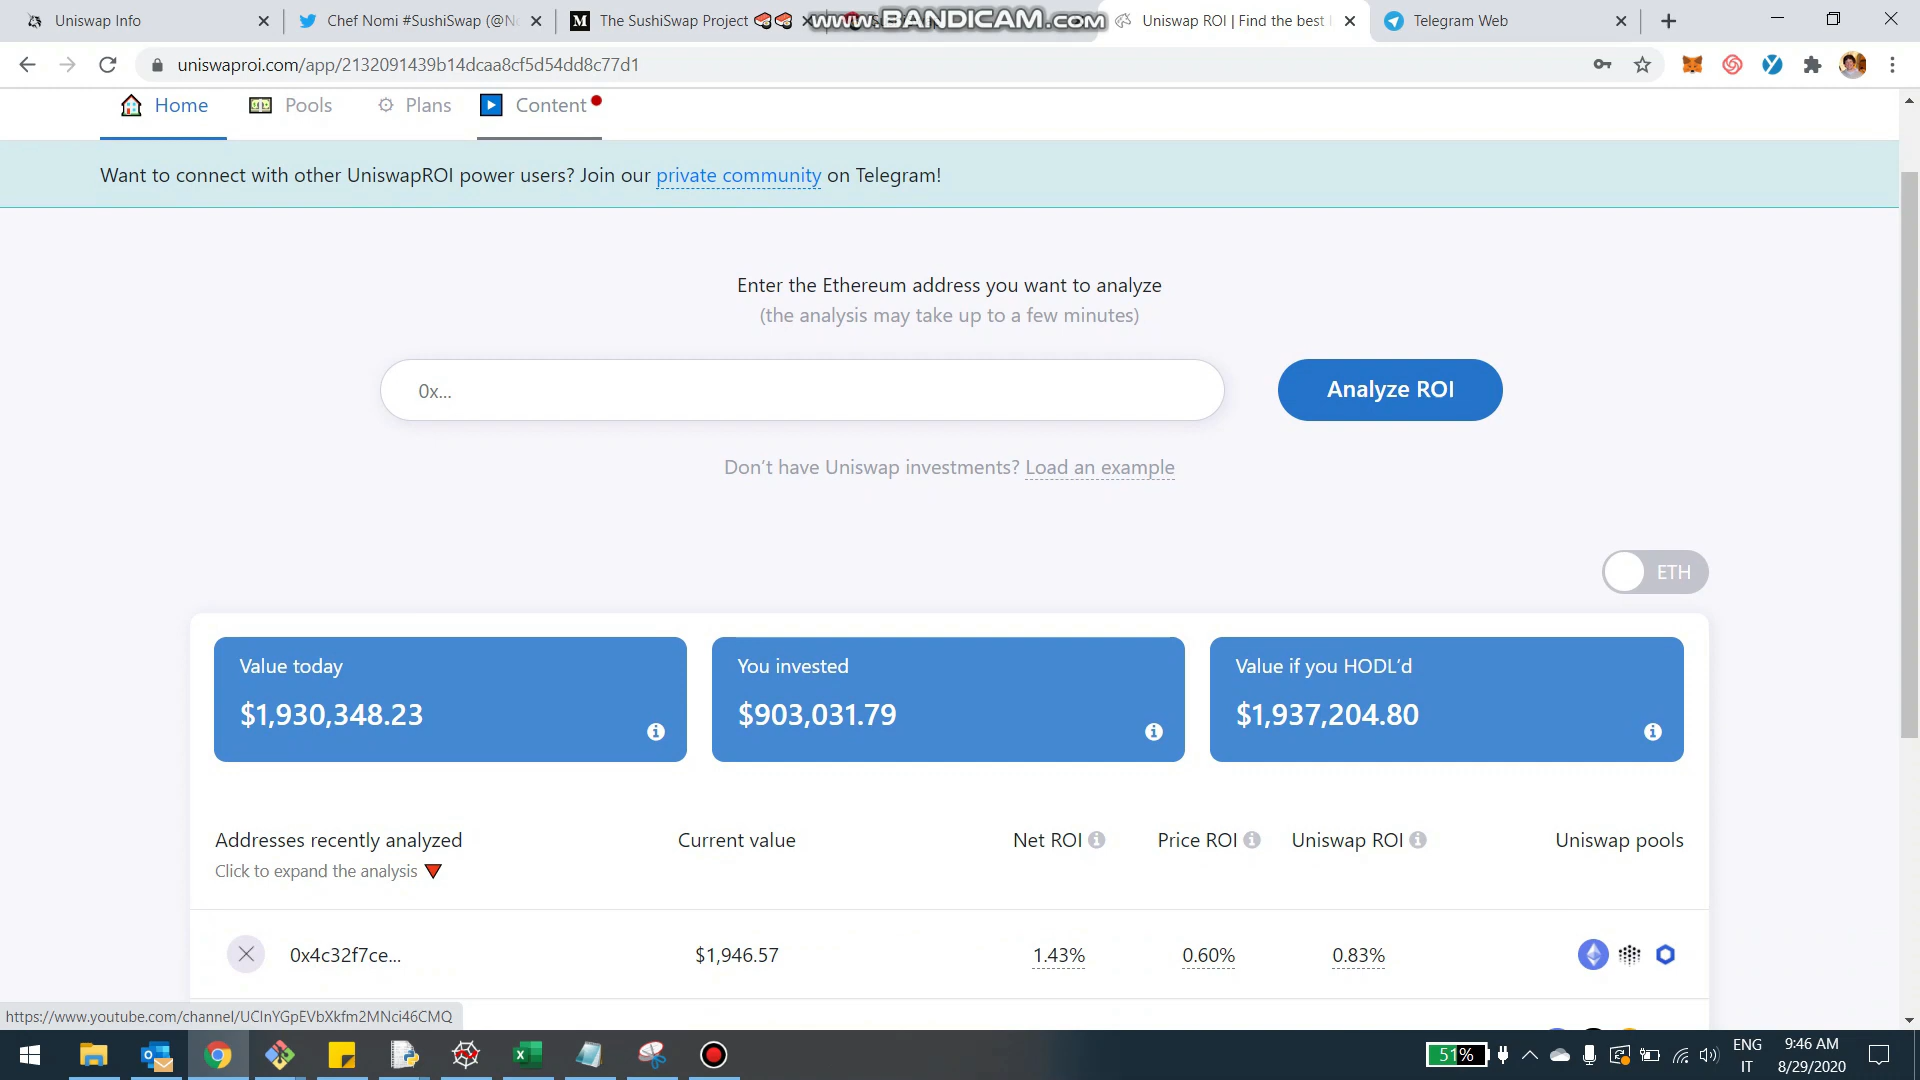 Uniswap Info
Chef Nomi #SushiSwap (@N
The SushiSwap Project 🍣🍣
www.BANDICAM.com
Uniswap ROI | Find the best
Telegram Web
uniswaproi.com/app/2132091439b14dcaa8cf5d54dd8c77d1
Home
Pools
Plans
Content
Want to connect with other UniswapROI power users? Join our private community on Telegram!
Enter the Ethereum address you want to analyze
(the analysis may take up to a few minutes)
0x...
Analyze ROI
Don't have Uniswap investments? Load an example
ETH
Value today
$1,930,348.23
You invested
$903,031.79
Value if you HODL'd
$1,937,204.80
Addresses recently analyzed
Click to expand the analysis
Current value
Net ROI
Price ROI
Uniswap ROI
Uniswap pools
0x4c32f7ce...
$1,946.57
1.43%
0.60%
0.83%
https://www.youtube.com/channel/UCInYGpEVbXkfm2MNci46CMQ
51%
ENG
IT
9:46 AM
8/29/2020